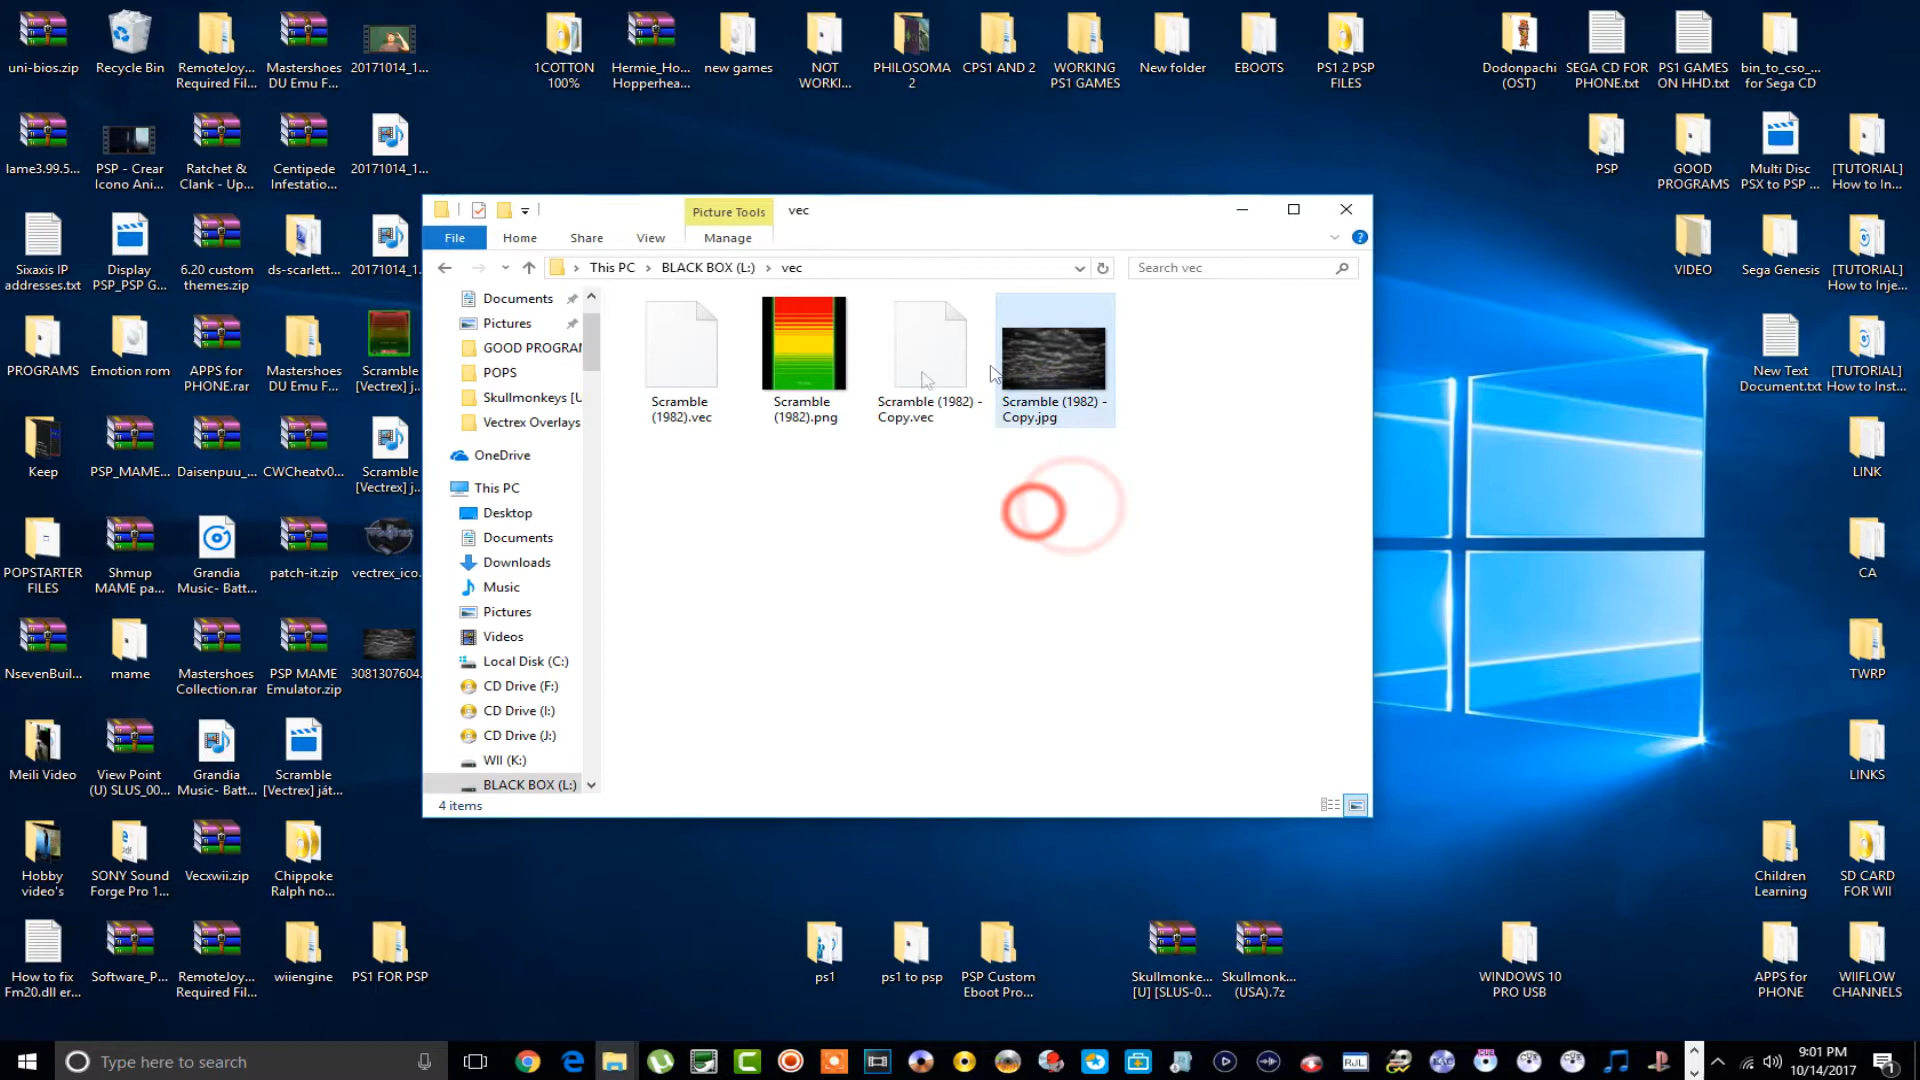 uni-bios.zip
Recycle Bin
RemoteJoy...
Required Fil...
Mastershoes
DU Emu F...
20171014_1...
1COTTON
100%
Hermie_Ho...
Hopperhea...
new games
NOT
WORKI...
PHILOSOMA
2
CPS1 AND 2
WORKING
PS1 GAMES
New folder
EBOOTS
PS1 2 PSP
FILES
Dodonpachi
(OST)
SEGA CD FOR
PHONE.txt
PS1 GAMES
ON HHD.txt
bin_to_cso_...
for Sega CD
lame3.99.5...
PSP - Crear
Icono Ani...
Ratchet &
Clank - Up...
Centipede
Infestatio...
20171014_1...
PSP
GOOD
PROGRAMS
Multi Disc
PSX to PSP ...
[TUTORIAL]
How to In...
Sixaxis IP
addresses.txt
Display
PSP_PSP G...
6.20 custom
themes.zip
ds-scarlett...
20171014_1...
VIDEO
Sega Genesis
[TUTORIAL]
How to Inje...
PROGRAMS
Emotion rom
APPS for
PHONE.rar
Mastershoes
DU Emu F...
Scramble
[Vectrex] j...
New Text
Document.txt
[TUTORIAL]
How to Inst...
Keep
PSP_MAME...
Daisenpuu_...
CWCheatv0...
Scramble
[Vectrex] j...
LINK
POPSTARTER
FILES
Shmup
MAME pa...
Grandia
Music- Batt...
patch-it.zip
vectrex_ico...
CA
NsevenBuil...
mame
Mastershoes
Collection.rar
PSP MAME
Emulator.zip
3081307604...
TWRP
Meili Video
View Point
(U) SLUS_00...
Grandia
Music- Batt...
Scramble
[Vectrex] ját...
LINKS
Hobby
video's
SONY Sound
Forge Pro 1...
Vecxwii.zip
Chippoke
Ralph no...
Children
Learning
SD CARD
FOR WII
How to fix
Fm20.dll er...
Software_P...
RemoteJoy...
Required Fil...
wiiengine
PS1 FOR PSP
ps1
ps1 to psp
PSP Custom
Eboot Pro...
Skullmonke...
[U] [SLUS-0...
Skullmonk...
(USA).7z
WINDOWS 10
PRO USB
APPS for
PHONE
WIIFLOW
CHANNELS
Picture Tools
vec
File
Home
Share
View
Manage
This PC
BLACK BOX (L:)
vec
Search vec
Documents
Pictures
GOOD PROGRAM
POPS
Skullmonkeys [U
Vectrex Overlays
OneDrive
This PC
Desktop
Documents
Downloads
Music
Pictures
Videos
Local Disk (C:)
CD Drive (F:)
CD Drive (I:)
CD Drive (J:)
WII (K:)
BLACK BOX (L:)
Scramble
(1982).vec
Scramble
(1982).png
Scramble (1982) -
Copy.vec
Scramble (1982) -
Copy.jpg
4 items
Type here to search
RJL
9:01 PM
10/14/2017
1